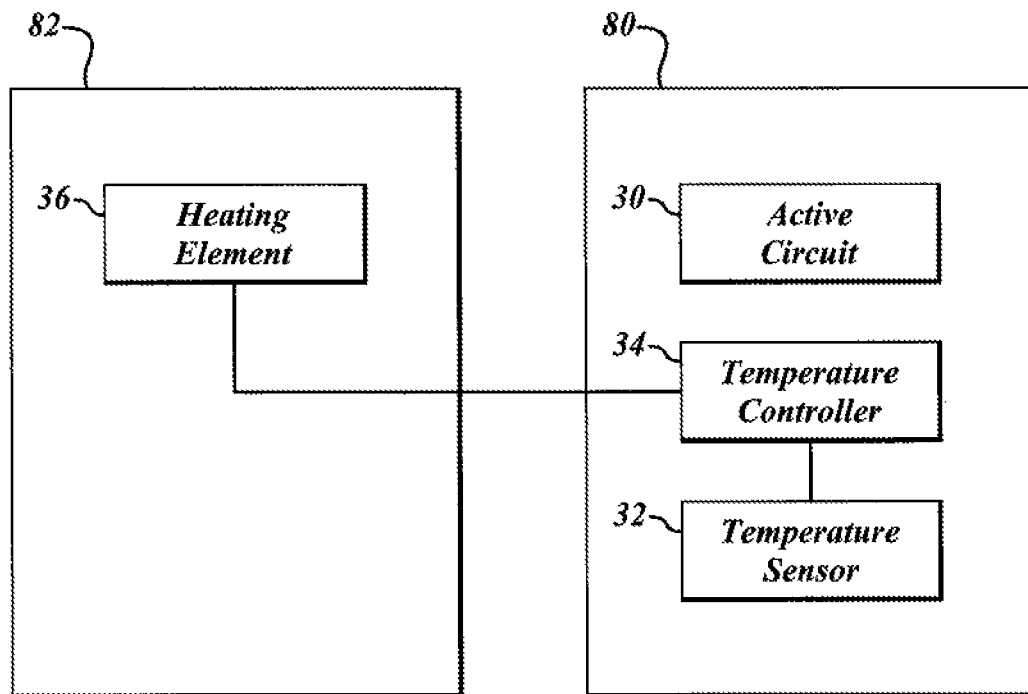 82
80
36
Heating
Element
30
Active
Circuit
34
Temperature
Controller
32
Temperature
Sensor